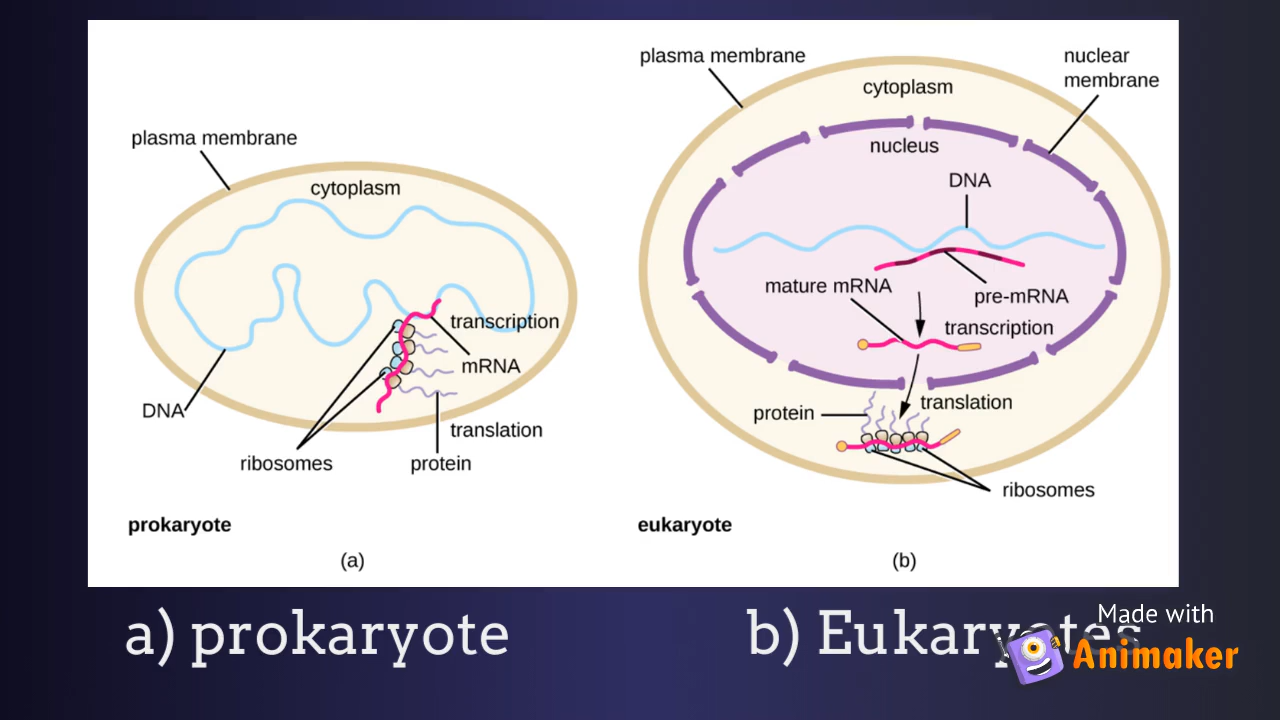 plasma membrane
cytoplasm
transcription
mRNA
DNA
translation
ribosomes
protein
prokaryote
(a)
plasma membrane
nuclear
membrane
cytoplasm
nucleus
DNA
mature mRNA
pre-mRNA
transcription
protein
translation
ribosomes
eukaryote
(b)
a) prokaryote
b) Eukaryotes
Made with
Animaker